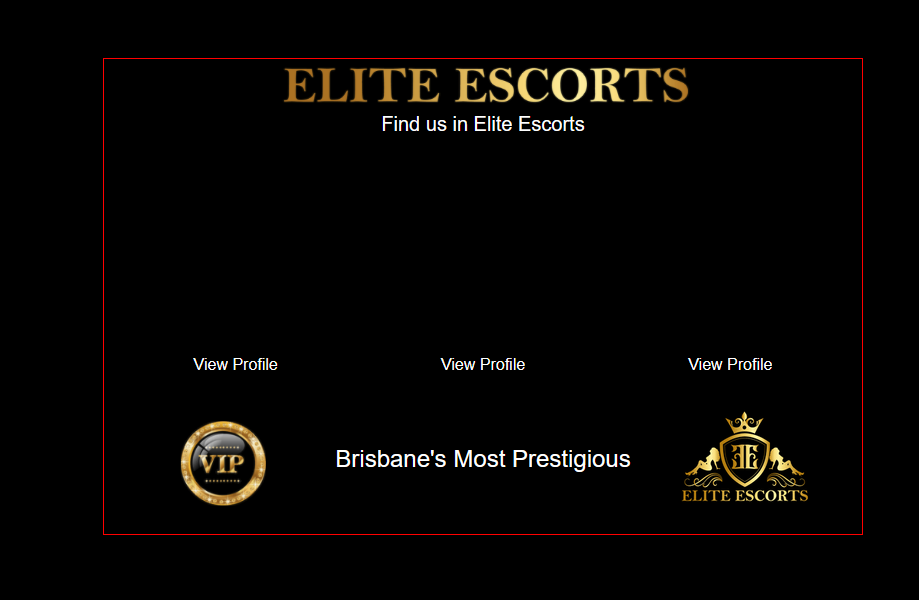 ELITE ESCORTS
Find us in Elite Escorts
View Profile
View Profile
View Profile
VIP
Brisbane's Most Prestigious
EE
ELITE ESCORTS